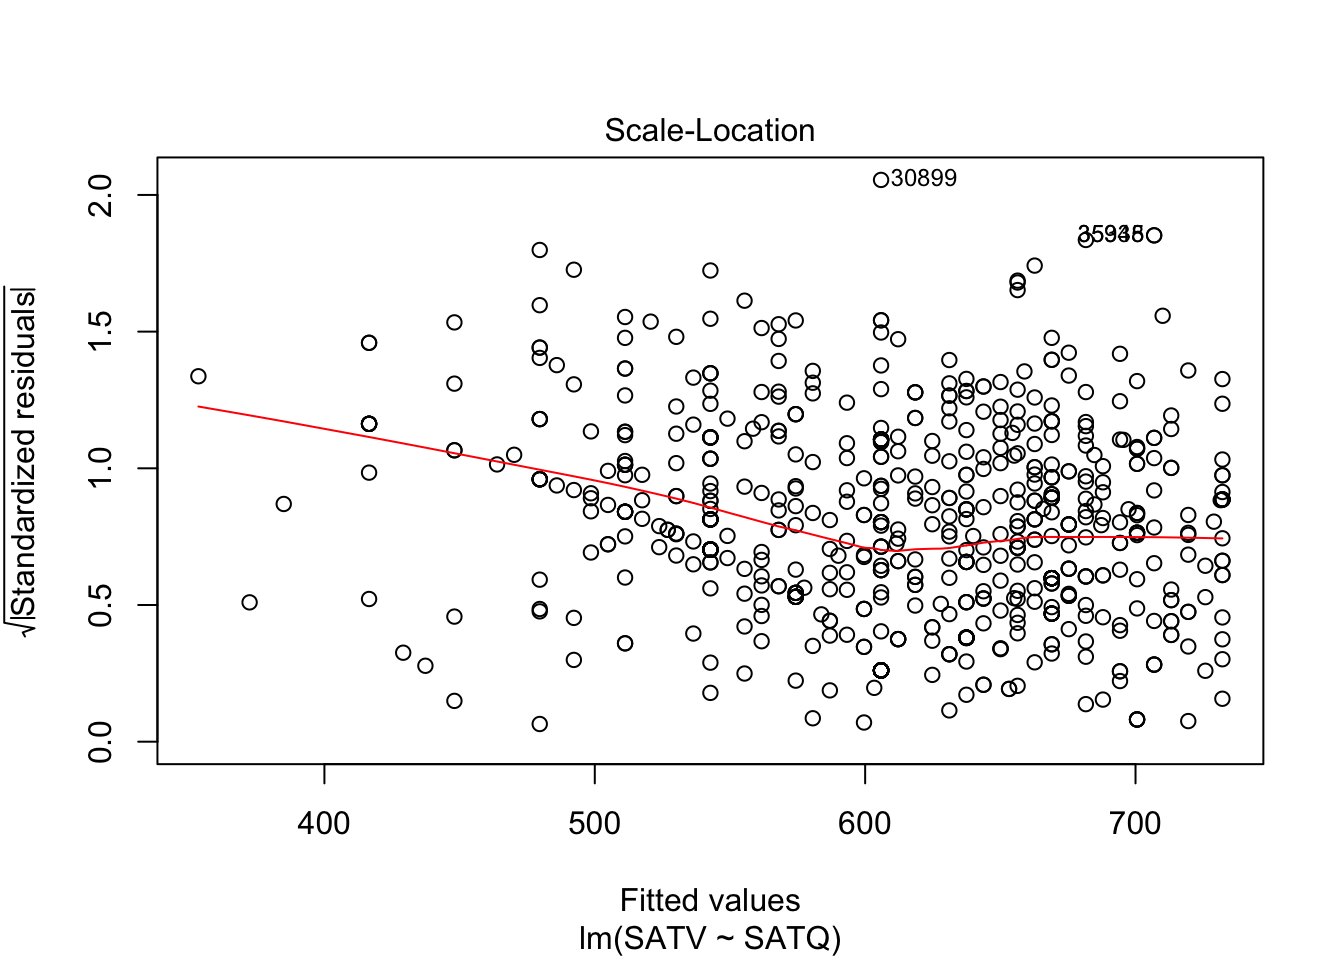 Scale-Location
√|Standardized residuals|
2.0
1.5
1.0
0.5
0.0
30899
400
500
600
700
Fitted values
lm(SATV ~ SATQ)